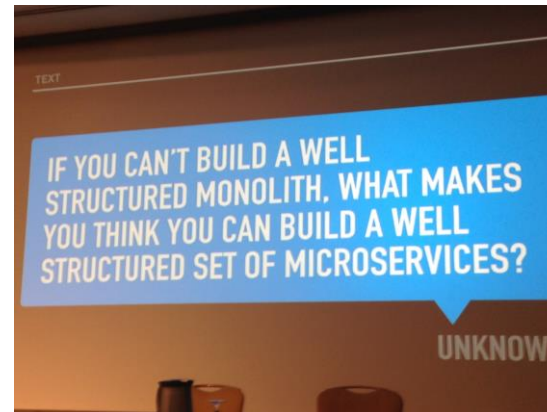 TEXT
IF YOU CAN'T BUILD A WELL
STRUCTURED MONOLITH, WHAT MAKES
YOU THINK YOU CAN BUILD A WELL
STRUCTURED SET OF MICROSERVICES?
UNKNOW